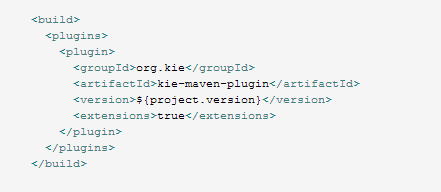 <build>
<plugins>
<plugin>
<groupId>org.kie</groupId>
<artifactId>kie-maven-plugin</artifactId>
<version>${project.version}</version>
<extensions>true</extensions>
</plugin>
</plugins>
</build>